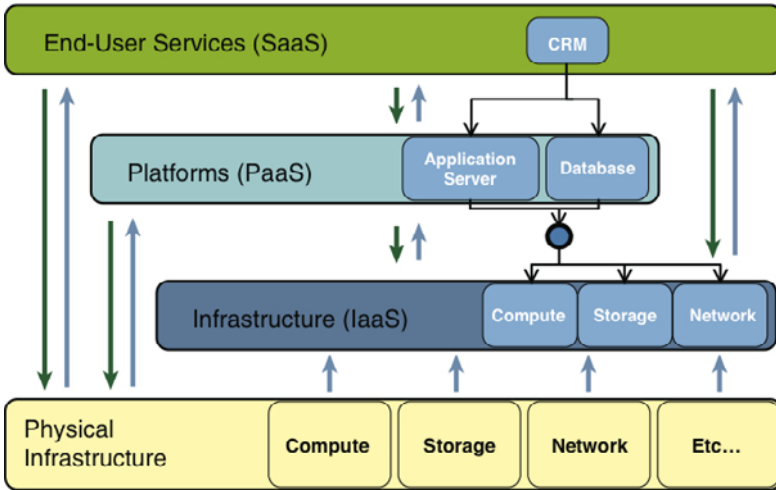 End-User Services (SaaS)
CRM
Platforms (PaaS)
Application
Server
Database
Infrastructure (IaaS)
Compute
Storage
Network
Physical
Infrastructure
Compute
Storage
Network
Etc...